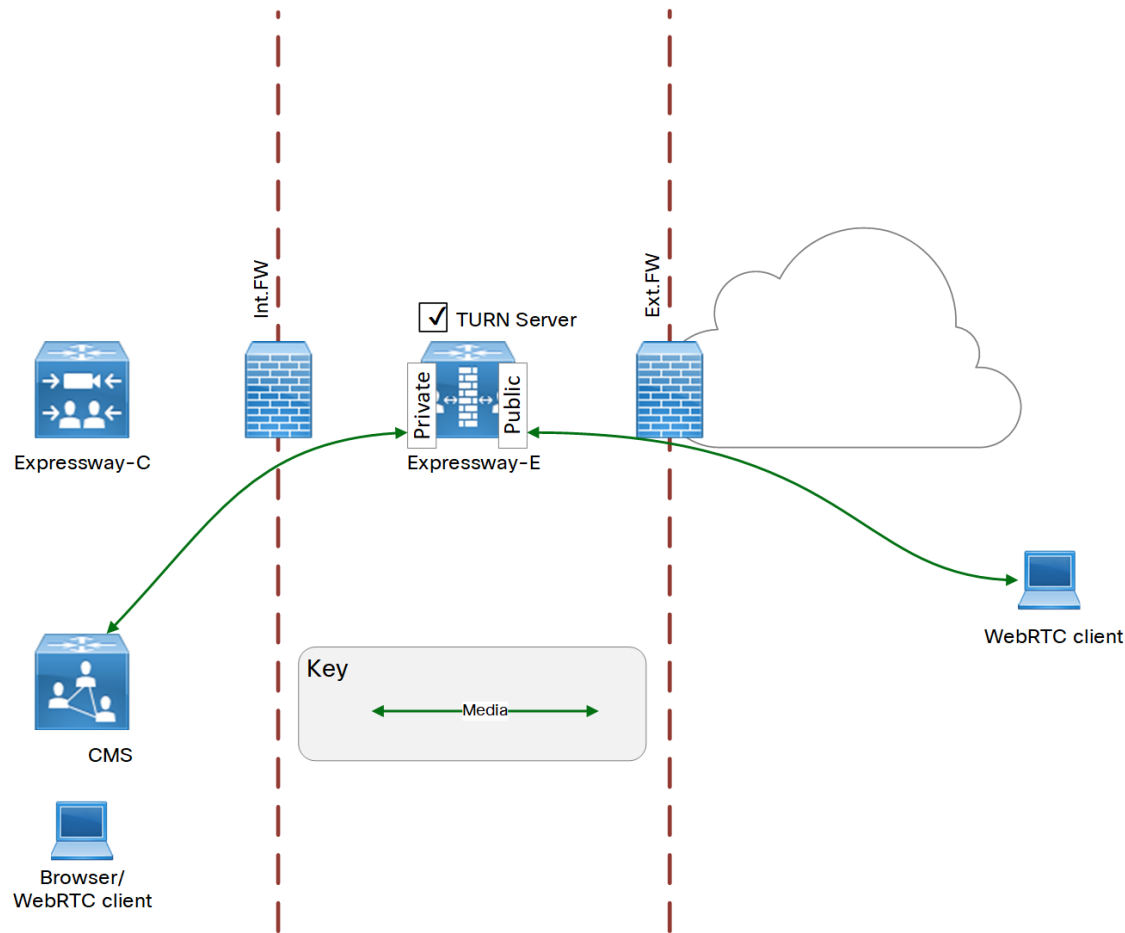 Int.FW
Ext.FW
TURN Server
Private
Public
Expressway-C
Expressway-E
WebRTC client
Key
Media
CMS
Browser/
WebRTC client